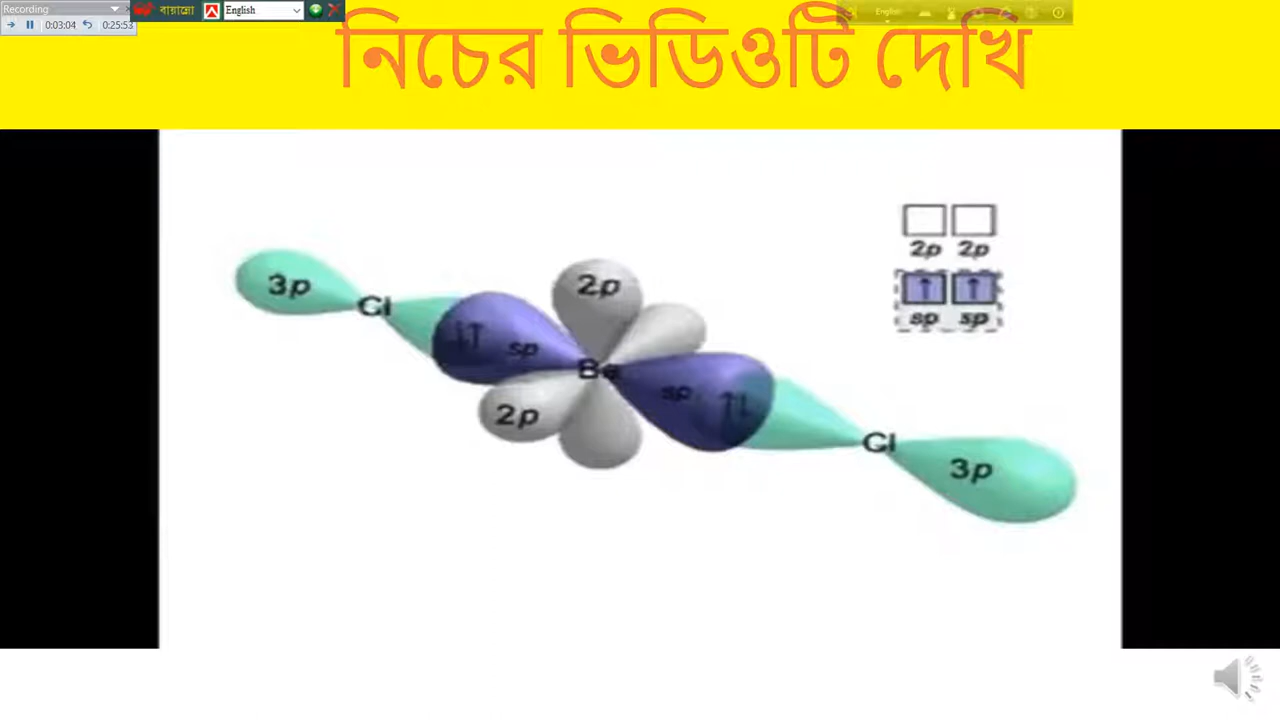 Recording
0:03:04 0:25:53
বায়ান্নো
English
English
নিচের ভিডিওটি দেখি
2p 2p
sp sp
3p
Cl
2p
sp
Be
sp
2p
Cl
3p